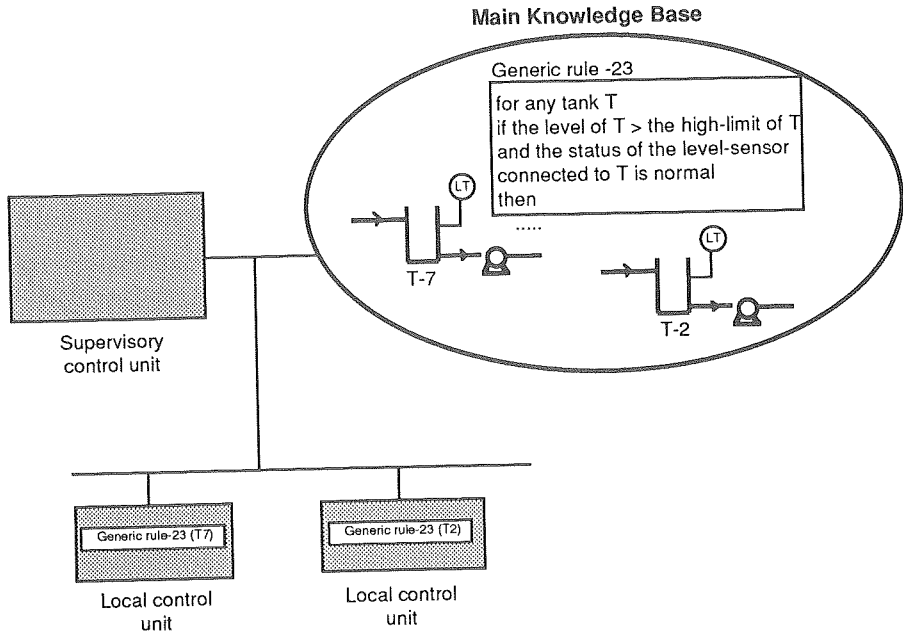 Main Knowledge Base
Generic rule -23
for any tank T
if the level of T > the high-limit of T
and the status of the level-sensor
connected to T is normal
then
LT
.....
T-7
LT
T-2
Supervisory
control unit
Generic rule-23 (T7)
Generic rule-23 (T2)
Local control
unit
Local control
unit